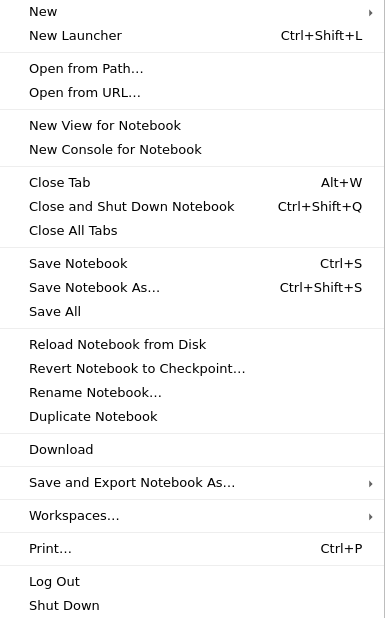 New
New Launcher Ctrl+Shift+L
Open from Path…
Open from URL…
New View for Notebook
New Console for Notebook
Close Tab Alt+W
Close and Shut Down Notebook Ctrl+Shift+Q
Close All Tabs
Save Notebook Ctrl+S
Save Notebook As… Ctrl+Shift+S
Save All
Reload Notebook from Disk
Revert Notebook to Checkpoint…
Rename Notebook…
Duplicate Notebook
Download
Save and Export Notebook As…
Workspaces…
Print… Ctrl+P
Log Out
Shut Down